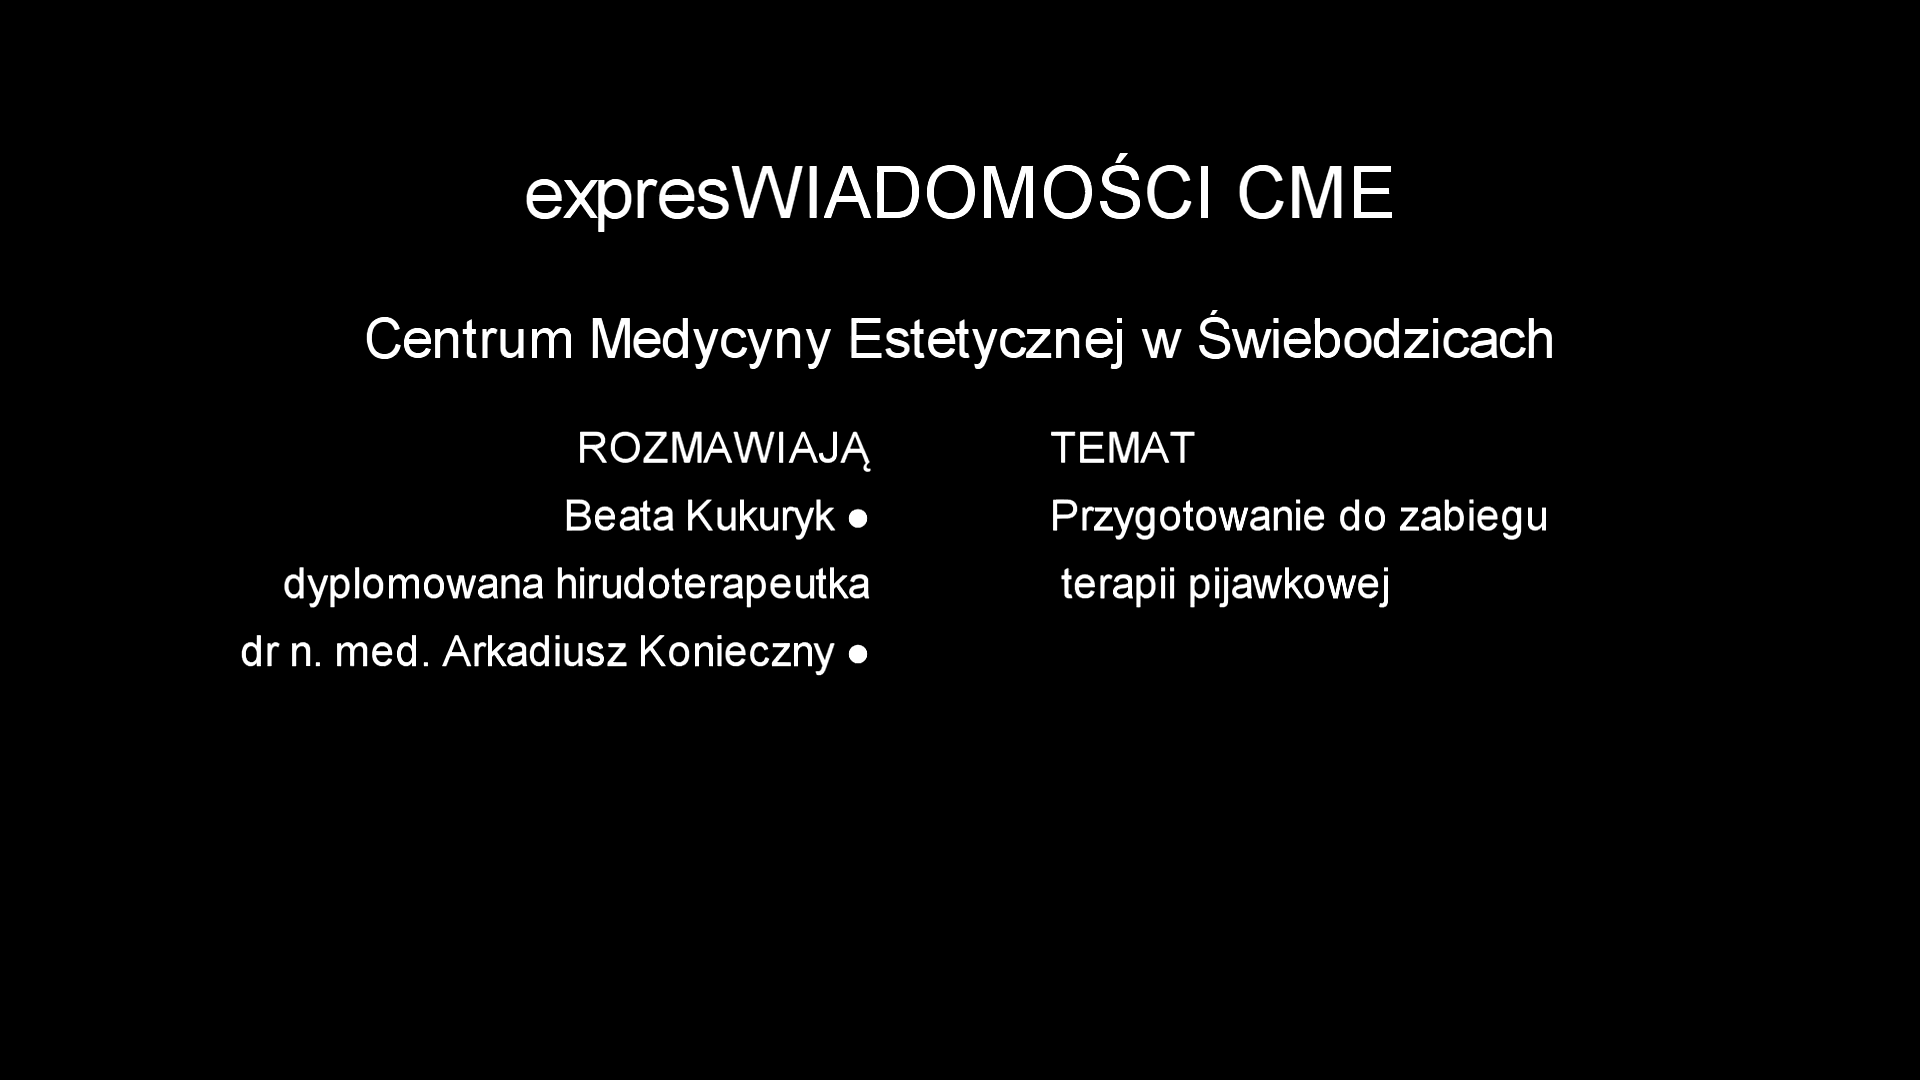 expresWIADOMOŚCI CME
Centrum Medycyny Estetycznej w Świebodzicach
ROZMAWIAJĄ
Beata Kukuryk ●
dyplomowana hirudoterapeutka
dr n. med. Arkadiusz Konieczny ●
TEMAT
Przygotowanie do zabiegu
terapii pijawkowej